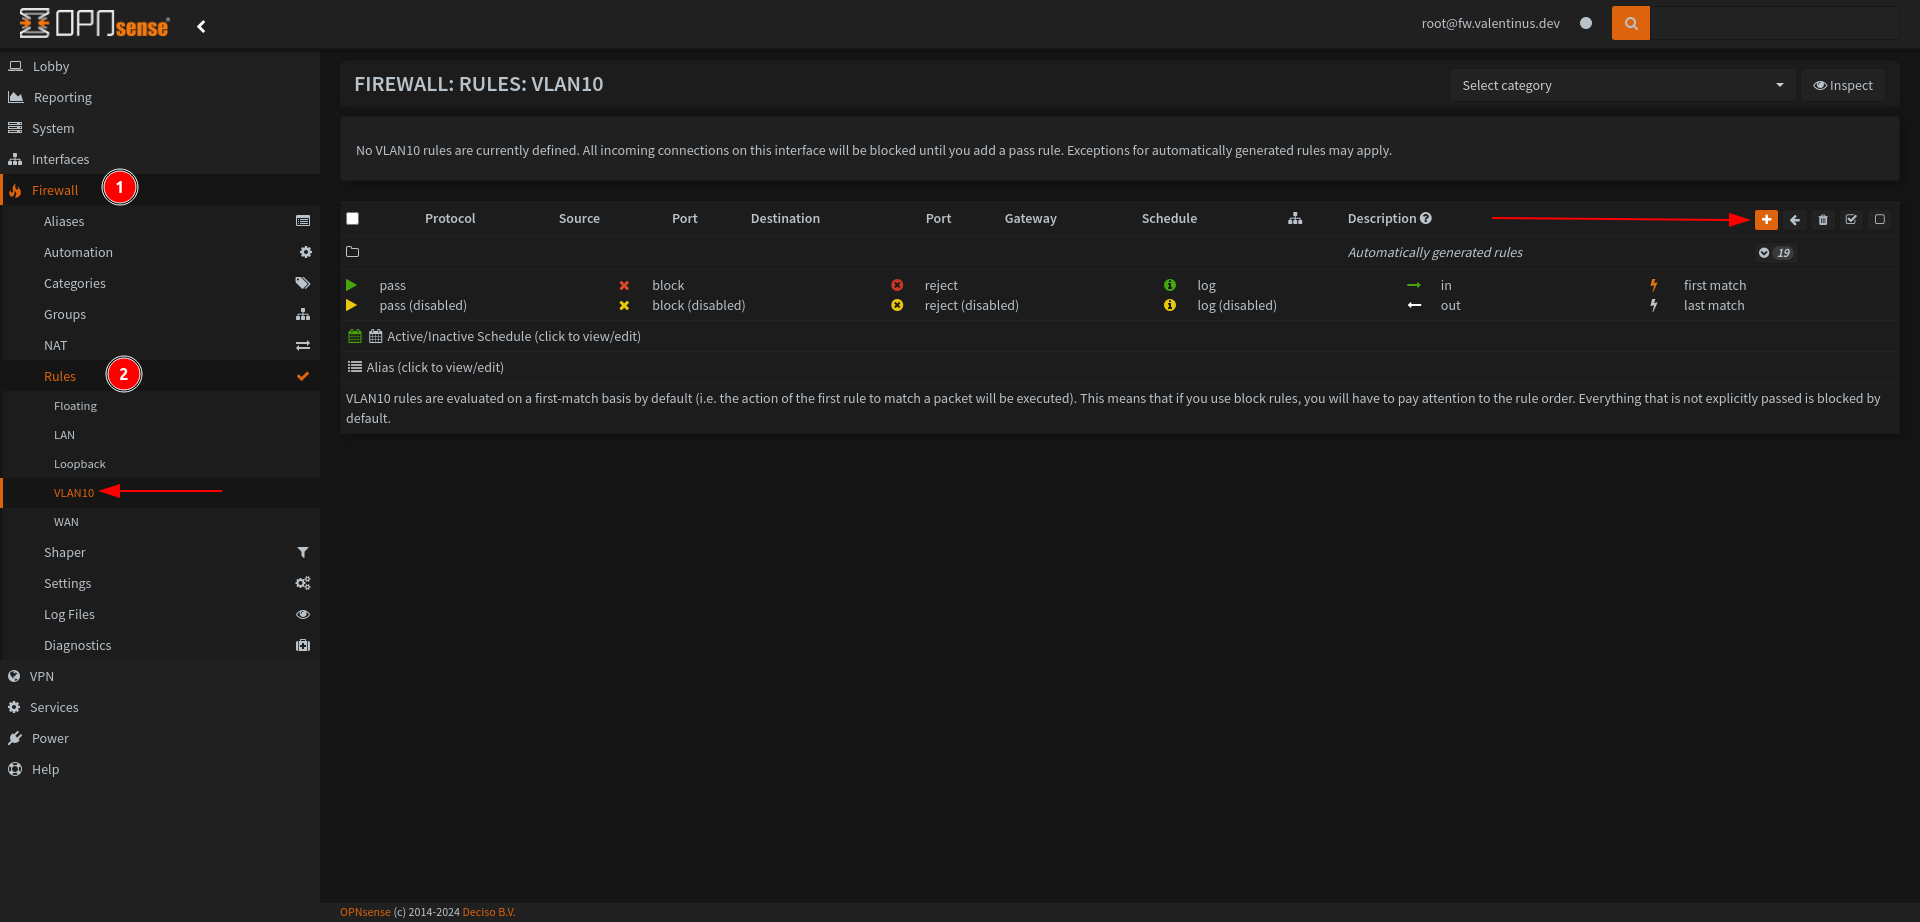 OPNsense
root@fw.valentinus.dev
Lobby
Reporting
System
Interfaces
Firewall 1
Aliases
Automation
Categories
Groups
NAT
Rules 2
Floating
LAN
Loopback
VLAN10
WAN
Shaper
Settings
Log Files
Diagnostics
VPN
Services
Power
Help
FIREWALL: RULES: VLAN10
Select category
Inspect
No VLAN10 rules are currently defined. All incoming connections on this interface will be blocked until you add a pass rule. Exceptions for automatically generated rules may apply.
Protocol Source Port Destination Port Gateway Schedule Description
Automatically generated rules 19
pass block reject log in first match
pass (disabled) block (disabled) reject (disabled) log (disabled) out last match
Active/Inactive Schedule (click to view/edit)
Alias (click to view/edit)
VLAN10 rules are evaluated on a first-match basis by default (i.e. the action of the first rule to match a packet will be executed). This means that if you use block rules, you will have to pay attention to the rule order. Everything that is not explicitly passed is blocked by
default.
OPNsense (c) 2014-2024 Deciso B.V.